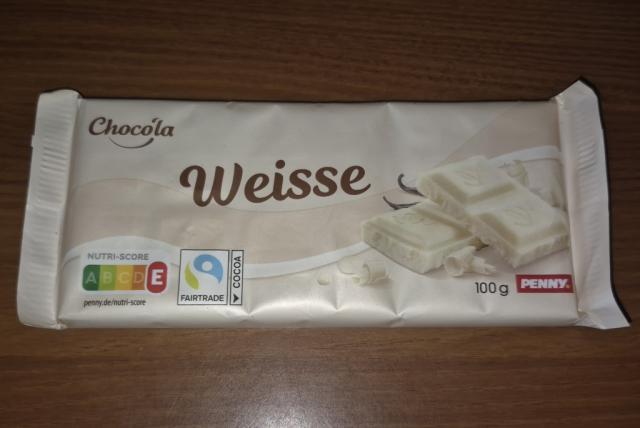 Choco'la
Weisse
NUTRI-SCORE
A B C D E
penny.de/nutri-score
FAIRTRADE
COCOA
100 g
PENNY.